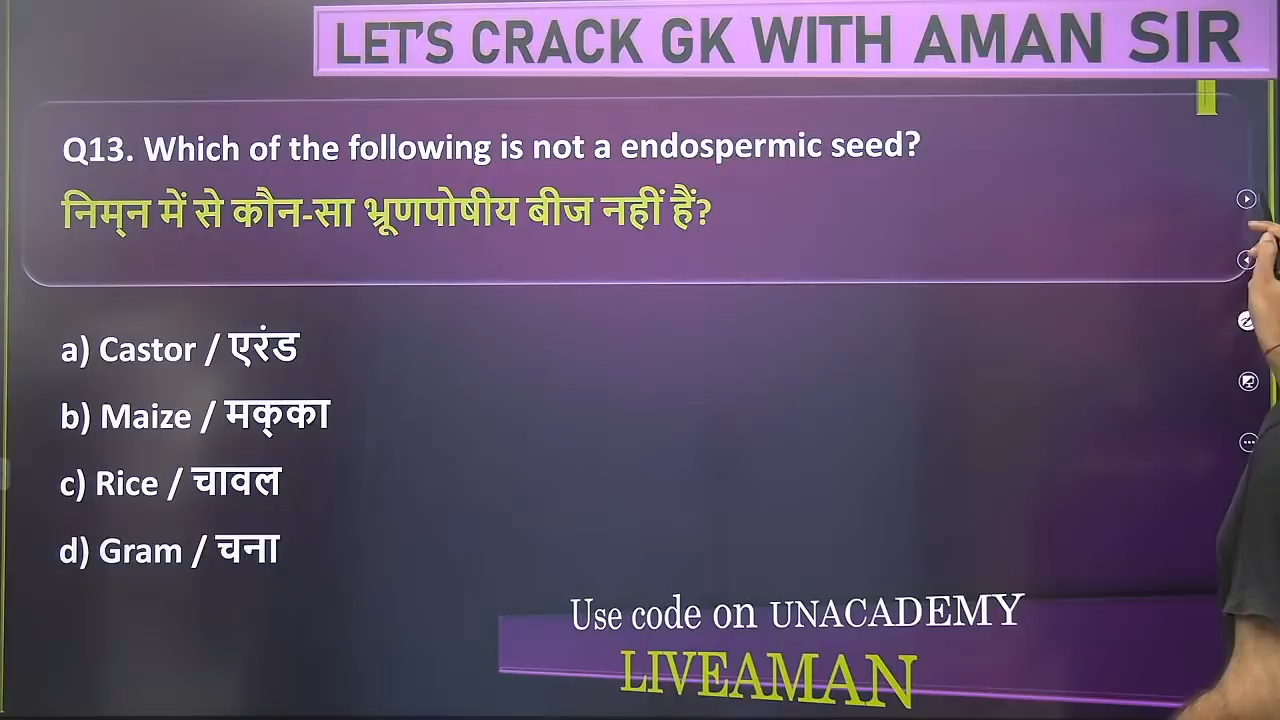 LET'S CRACK GK WITH AMAN SIR
Q13. Which of the following is not a endospermic seed?
निम्न में से कौन-सा भ्रूणपोषीय बीज नहीं हैं?
a) Castor / एरंड
b) Maize / मक्का
c) Rice / चावल
d) Gram / चना
Use code on UNACADEMY
LIVEAMAN